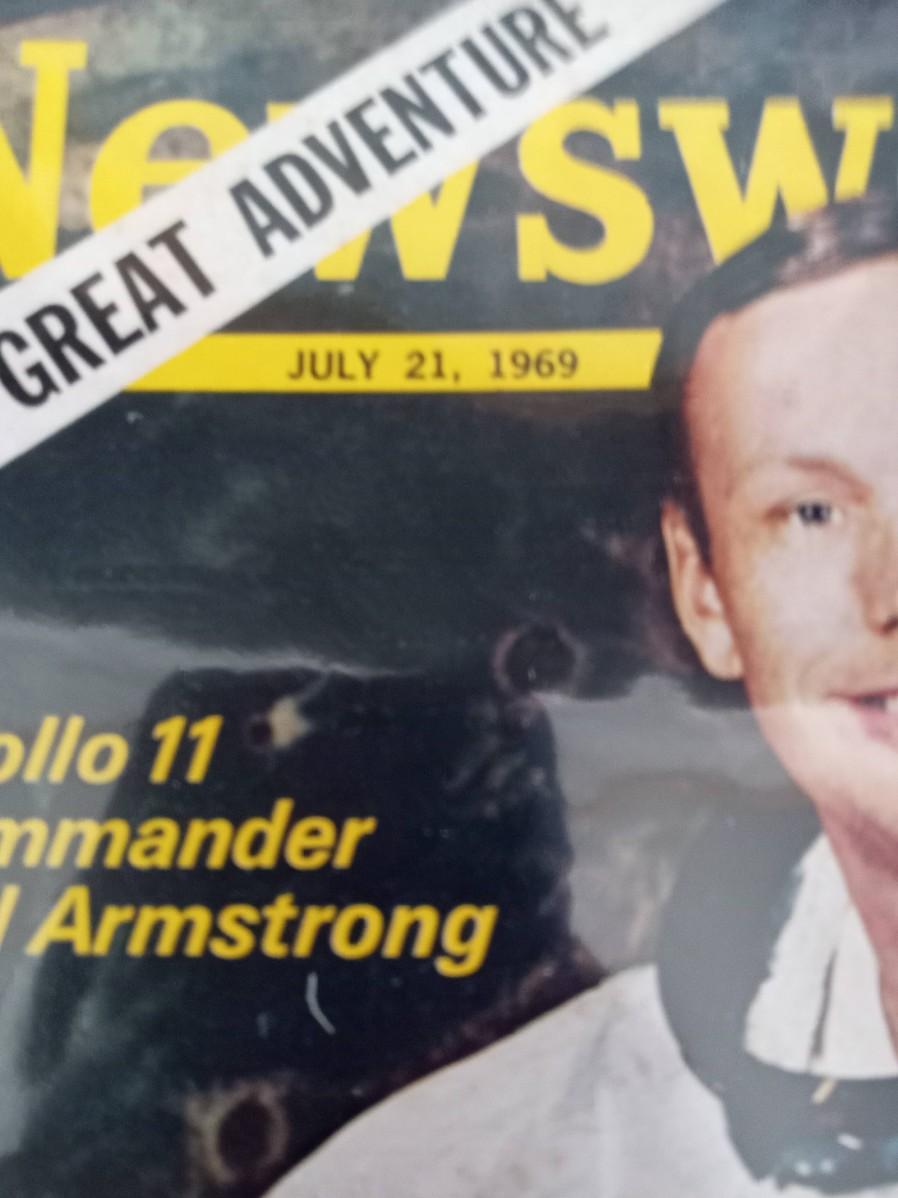 GREAT ADVENTURE
Newsw
JULY 21, 1969
ollo 11
mmander
l Armstrong